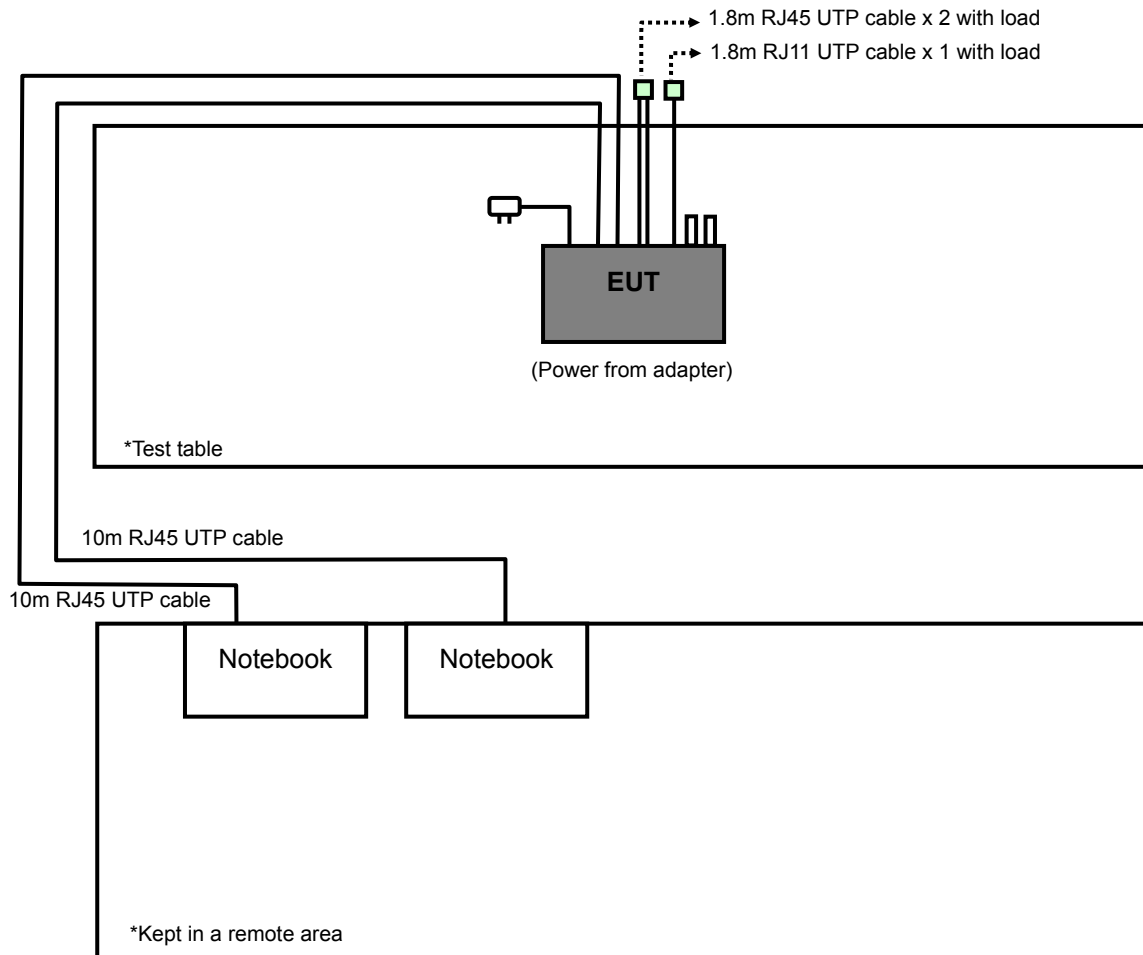 1.8m RJ45 UTP cable x 2 with load
1.8m RJ11 UTP cable x 1 with load
EUT
(Power from adapter)
*Test table
10m RJ45 UTP cable
10m RJ45 UTP cable
Notebook
Notebook
*Kept in a remote area